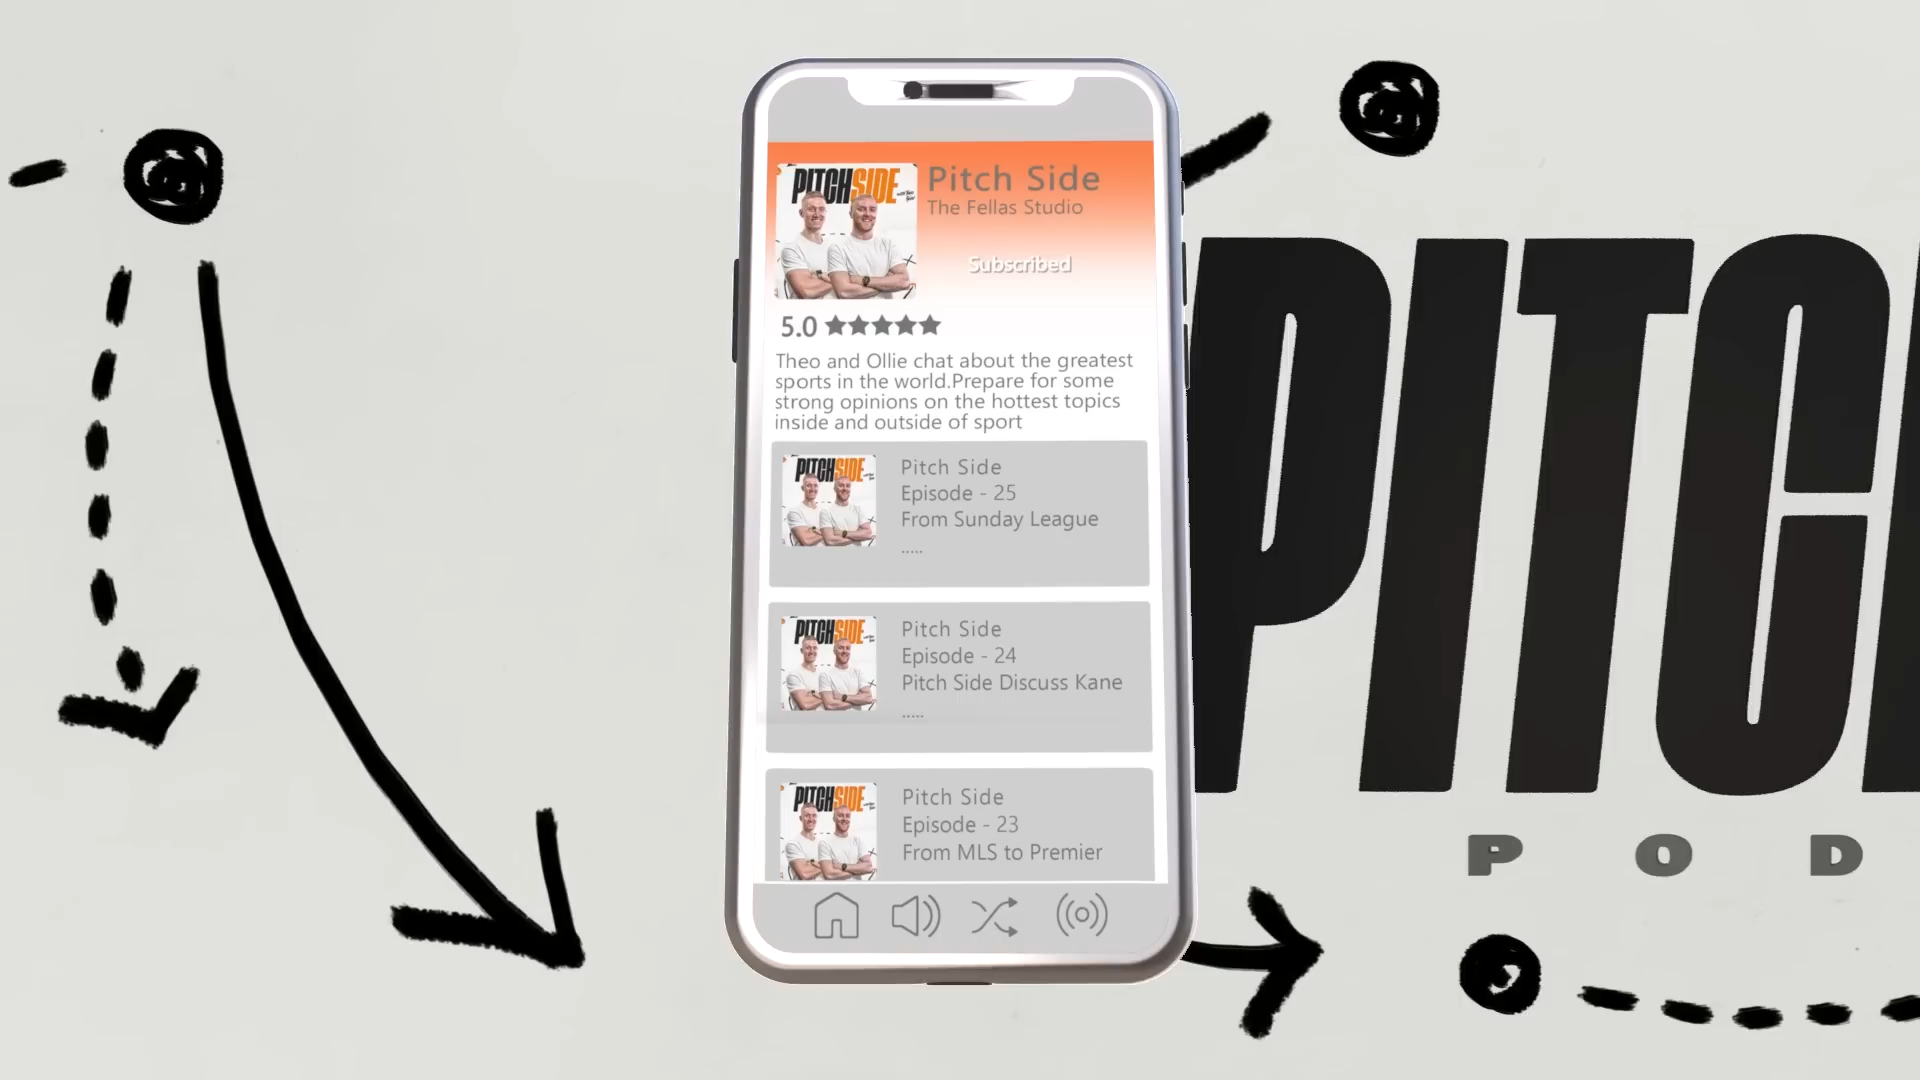 PITCHSIDE
Pitch Side
The Fellas Studio
Subscribed
5.0
Theo and Ollie chat about the greatest
sports in the world.Prepare for some
strong opinions on the hottest topics
inside and outside of sport
PITCHSIDE
Pitch Side
Episode - 25
From Sunday League
.....
PITCHSIDE
Pitch Side
Episode - 24
Pitch Side Discuss Kane
.....
PITCHSIDE
Pitch Side
Episode - 23
From MLS to Premier
PITC
P O D